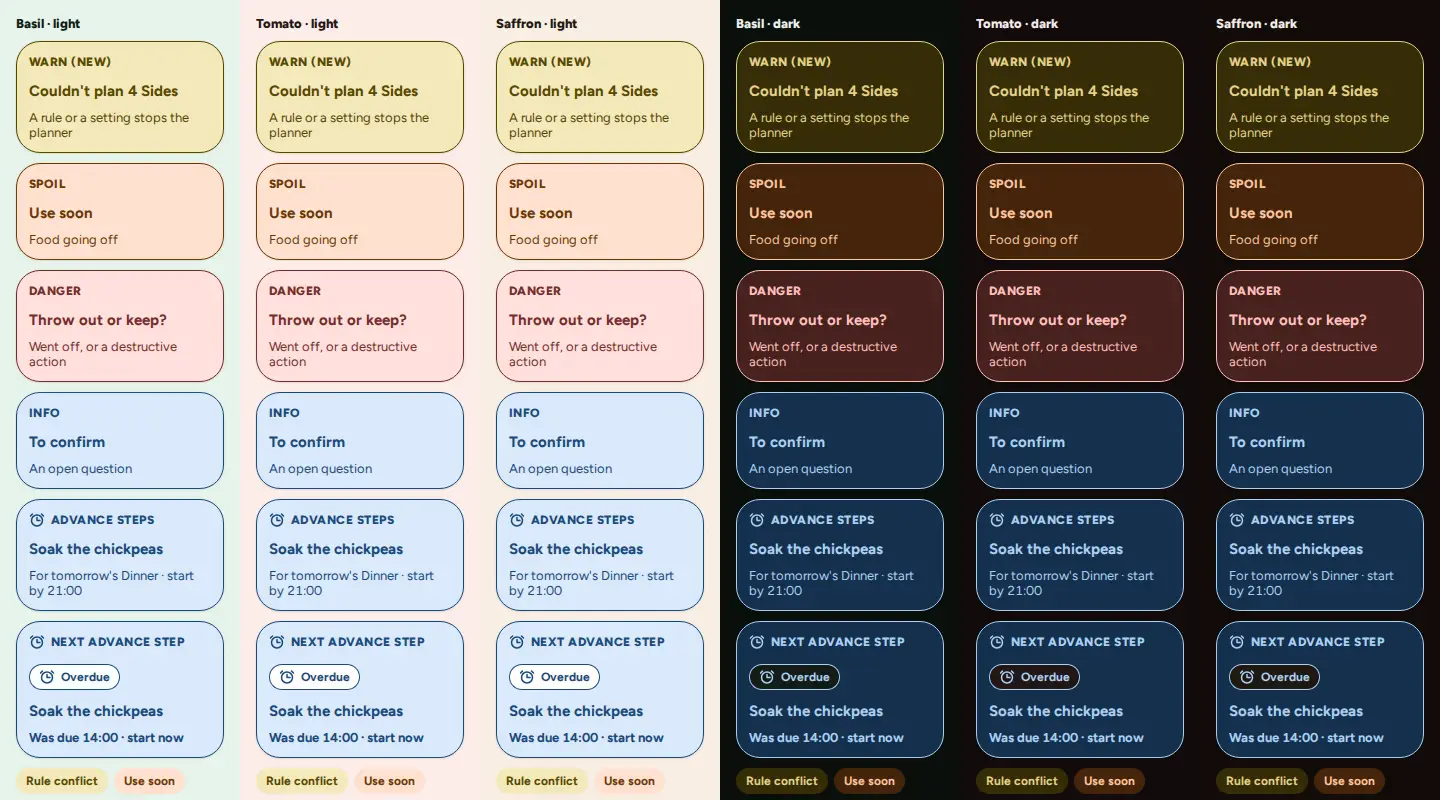 Basil · light
WARN (NEW)
Couldn't plan 4 Sides
A rule or a setting stops the
planner
SPOIL
Use soon
Food going off
DANGER
Throw out or keep?
Went off, or a destructive
action
INFO
To confirm
An open question
ADVANCE STEPS
Soak the chickpeas
For tomorrow's Dinner · start
by 21:00
NEXT ADVANCE STEP
Overdue
Soak the chickpeas
Was due 14:00 · start now
Rule conflict
Use soon
Tomato · light
WARN (NEW)
Couldn't plan 4 Sides
A rule or a setting stops the
planner
SPOIL
Use soon
Food going off
DANGER
Throw out or keep?
Went off, or a destructive
action
INFO
To confirm
An open question
ADVANCE STEPS
Soak the chickpeas
For tomorrow's Dinner · start
by 21:00
NEXT ADVANCE STEP
Overdue
Soak the chickpeas
Was due 14:00 · start now
Rule conflict
Use soon
Saffron · light
WARN (NEW)
Couldn't plan 4 Sides
A rule or a setting stops the
planner
SPOIL
Use soon
Food going off
DANGER
Throw out or keep?
Went off, or a destructive
action
INFO
To confirm
An open question
ADVANCE STEPS
Soak the chickpeas
For tomorrow's Dinner · start
by 21:00
NEXT ADVANCE STEP
Overdue
Soak the chickpeas
Was due 14:00 · start now
Rule conflict
Use soon
Basil · dark
WARN (NEW)
Couldn't plan 4 Sides
A rule or a setting stops the
planner
SPOIL
Use soon
Food going off
DANGER
Throw out or keep?
Went off, or a destructive
action
INFO
To confirm
An open question
ADVANCE STEPS
Soak the chickpeas
For tomorrow's Dinner · start
by 21:00
NEXT ADVANCE STEP
Overdue
Soak the chickpeas
Was due 14:00 · start now
Rule conflict
Use soon
Tomato · dark
WARN (NEW)
Couldn't plan 4 Sides
A rule or a setting stops the
planner
SPOIL
Use soon
Food going off
DANGER
Throw out or keep?
Went off, or a destructive
action
INFO
To confirm
An open question
ADVANCE STEPS
Soak the chickpeas
For tomorrow's Dinner · start
by 21:00
NEXT ADVANCE STEP
Overdue
Soak the chickpeas
Was due 14:00 · start now
Rule conflict
Use soon
Saffron · dark
WARN (NEW)
Couldn't plan 4 Sides
A rule or a setting stops the
planner
SPOIL
Use soon
Food going off
DANGER
Throw out or keep?
Went off, or a destructive
action
INFO
To confirm
An open question
ADVANCE STEPS
Soak the chickpeas
For tomorrow's Dinner · start
by 21:00
NEXT ADVANCE STEP
Overdue
Soak the chickpeas
Was due 14:00 · start now
Rule conflict
Use soon